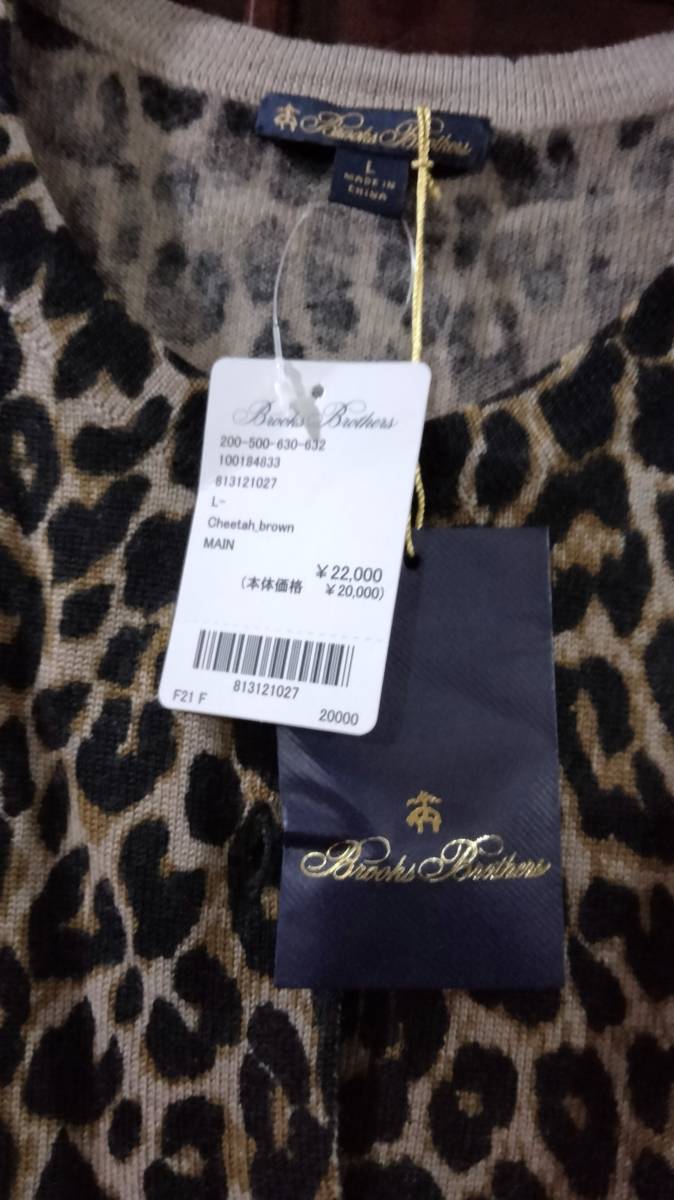 Brooks Brothers
L
MADE IN
CHINA
Brooks Brothers
200-500-630-632
100184833
813121027
L-
Cheetah_brown
MAIN
￥22,000
(本体価格 ￥20,000)
813121027
F21 F
20000
Brooks Brothers